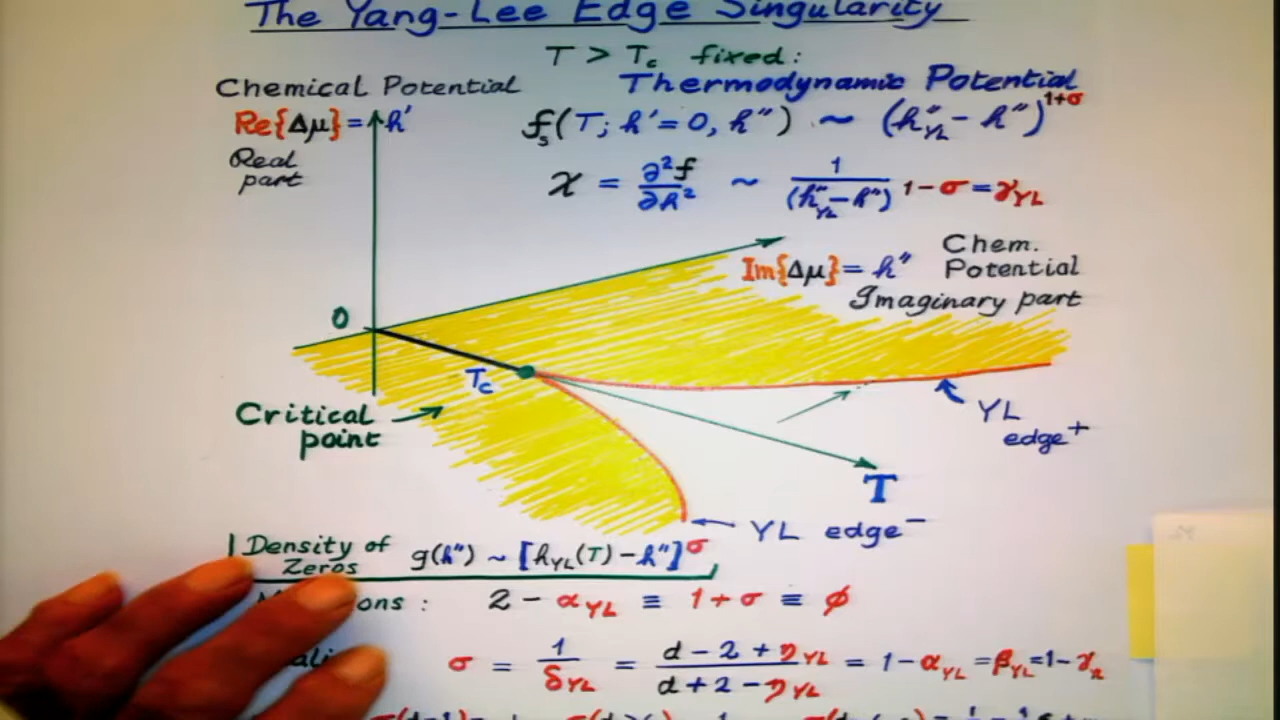 The Yang-Lee Edge Singularity
T > Tc fixed:
Chemical Potential
Thermodynamic Potential
Re{Δμ} = h′
fₛ(T; h′=0, h″) ~ (h″YL − h″)^1+σ
Real
part
χ = ∂²f/∂h² ~ 1/(h″YL − h″) 1−σ = γYL
Chem.
Im{Δμ} = h″
Potential
Imaginary part
0
Tc
Critical
point
YL
edge+
T
YL edge−
Density of
Zeros
g(h″) ~ [hYL(T) − h″]^σ
ons : 2 − αYL ≡ 1+σ ≡ φ
σ = 1/δYL = (d−2+ηYL)/(d+2−ηYL) = 1−αYL = βYL = 1−